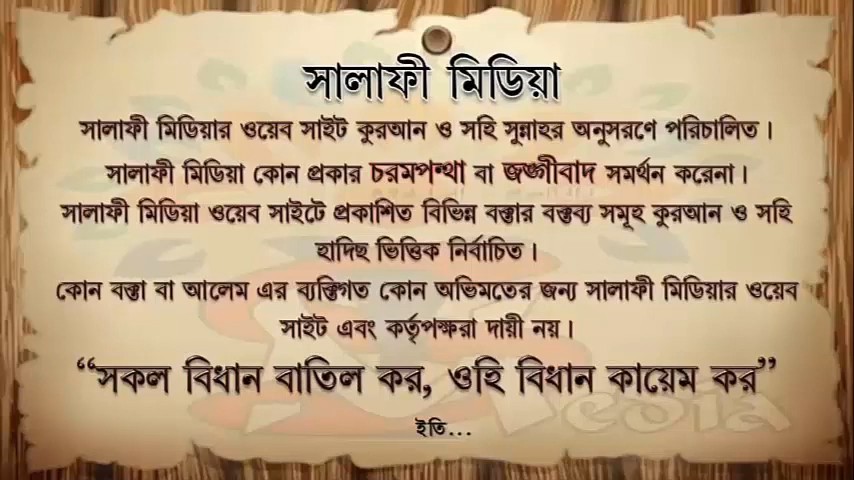 সালাফী মিডিয়া
সালাফী মিডিয়ার ওয়েব সাইট কুরআন ও সহি সুন্নাহর অনুসরণে পরিচালিত।
সালাফী মিডিয়া কোন প্রকার চরমপন্থা বা জঙ্গীবাদ সমর্থন করেনা।
সালাফী মিডিয়া ওয়েব সাইটে প্রকাশিত বিভিন্ন বক্তার বক্তব্য সমূহ কুরআন ও সহি
হাদিছ ভিত্তিক নির্বাচিত।
কোন বক্তা বা আলেম এর ব্যক্তিগত কোন অভিমতের জন্য সালাফী মিডিয়ার ওয়েব
সাইট এবং কর্তৃপক্ষরা দায়ী নয়।
“সকল বিধান বাতিল কর, ওহি বিধান কায়েম কর”
ইতি...